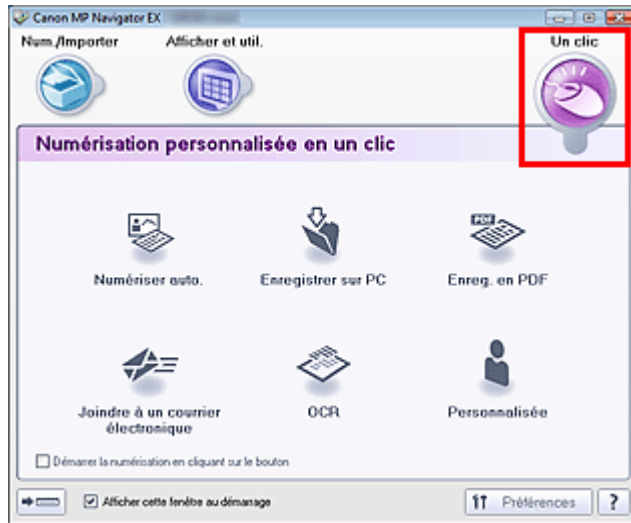 Canon MP Navigator EX
Num./Importer Afficher et util. Un clic
Numérisation personnalisée en un clic
Numériser auto. Enregistrer sur PC Enreg. en PDF
PDF
Joindre à un courrier
électronique
OCR
Personnalisée
Démarrer la numérisation en cliquant sur le bouton
Afficher cette fenêtre au démarrage
Préférences ?